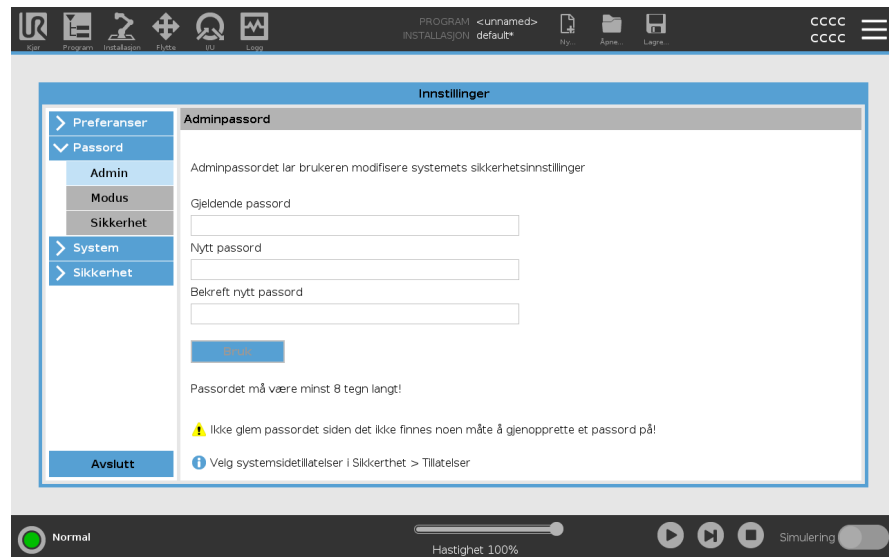 PROGRAM <unnamed>
INSTALLASJON default*
CCCC
CCCC
Kjør Program Installasjon Flytte I/U Logg Ny... Åpne... Lagre...
Innstillinger
Preferanser
Passord
Admin
Modus
Sikkerhet
System
Sikkerhet
Avslutt
Adminpassord
Adminpassordet lar brukeren modifisere systemets sikkerhetsinnstillinger
Gjeldende passord
Nytt passord
Bekreft nytt passord
Bruk
Passordet må være minst 8 tegn langt!
Ikke glem passordet siden det ikke finnes noen måte å gjenopprette et passord på!
Velg systemsidetillatelser i Sikkerthet > Tillatelser
Normal
Hastighet 100%
Simulering